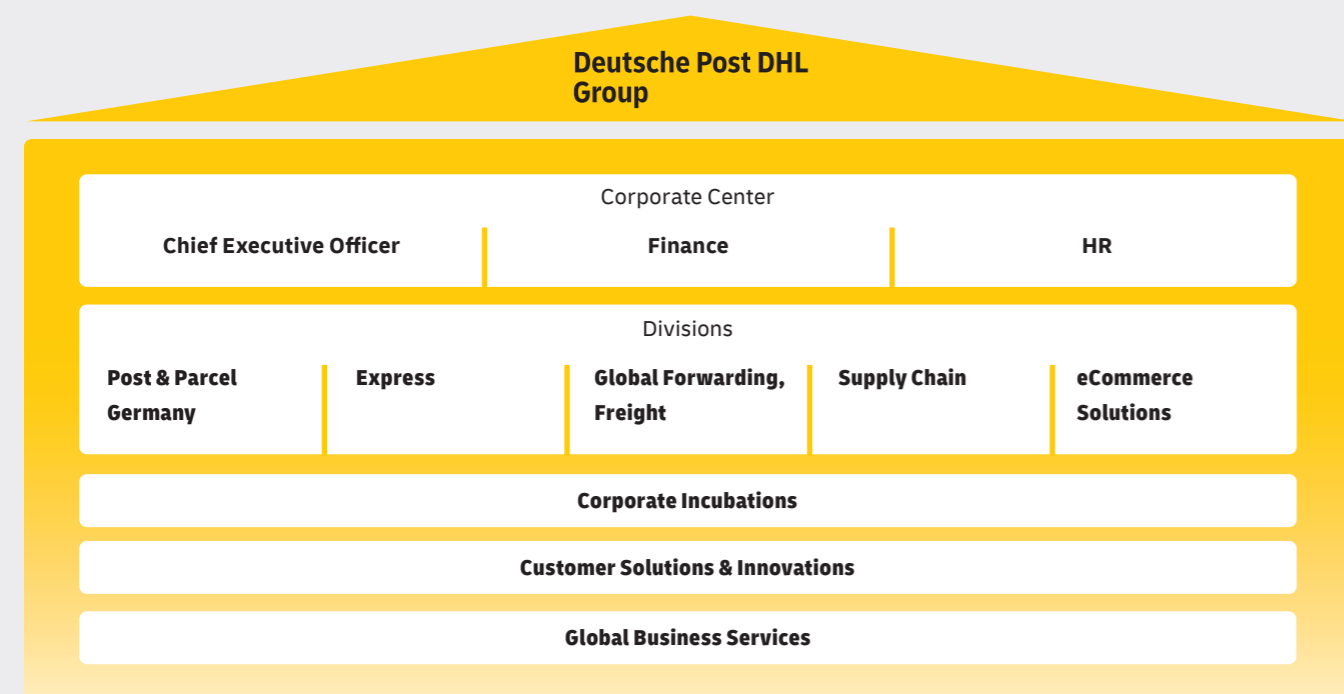 Deutsche Post DHL
Group
Corporate Center
Chief Executive Officer
Finance
HR
Divisions
Post & Parcel
Germany
Express
Global Forwarding,
Freight
Supply Chain
eCommerce
Solutions
Corporate Incubations
Customer Solutions & Innovations
Global Business Services